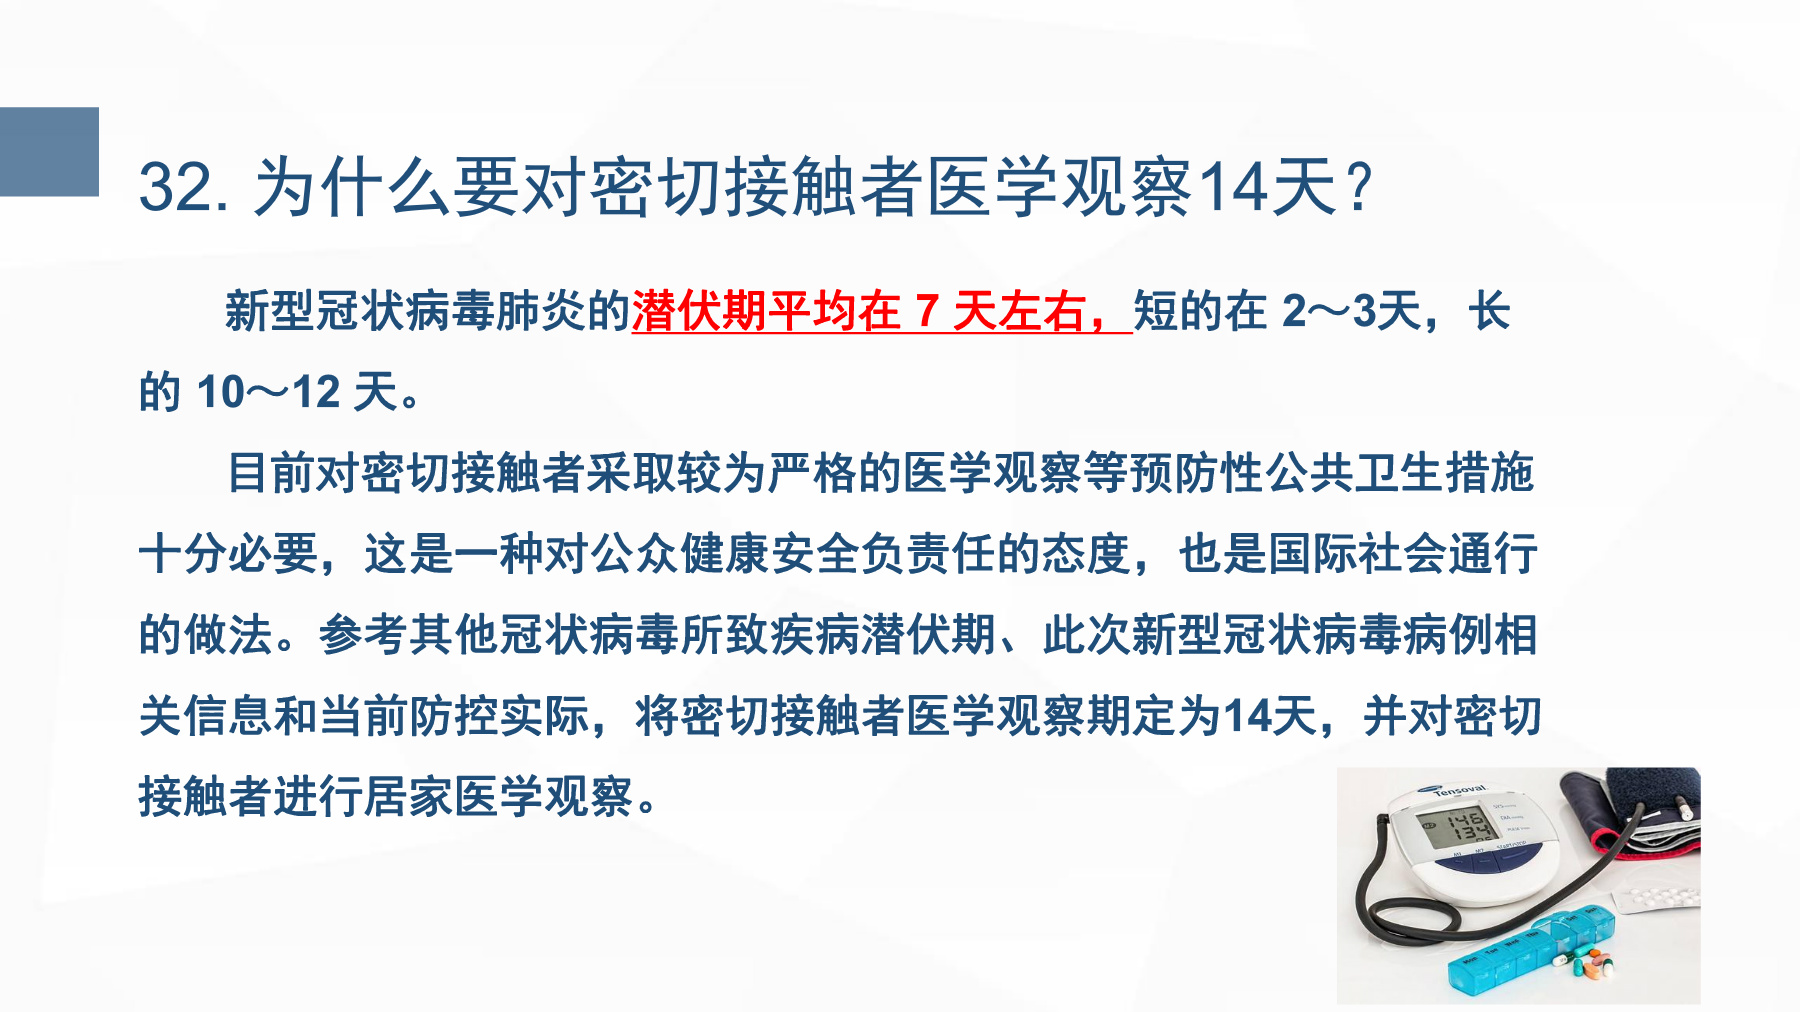 32. 为什么要对密切接触者医学观察14天？
新型冠状病毒肺炎的潜伏期平均在 7 天左右，短的在 2～3天，长
的 10～12 天。
目前对密切接触者采取较为严格的医学观察等预防性公共卫生措施
十分必要，这是一种对公众健康安全负责任的态度，也是国际社会通行
的做法。参考其他冠状病毒所致疾病潜伏期、此次新型冠状病毒病例相
关信息和当前防控实际，将密切接触者医学观察期定为14天，并对密切
接触者进行居家医学观察。
Tensoval
146
134